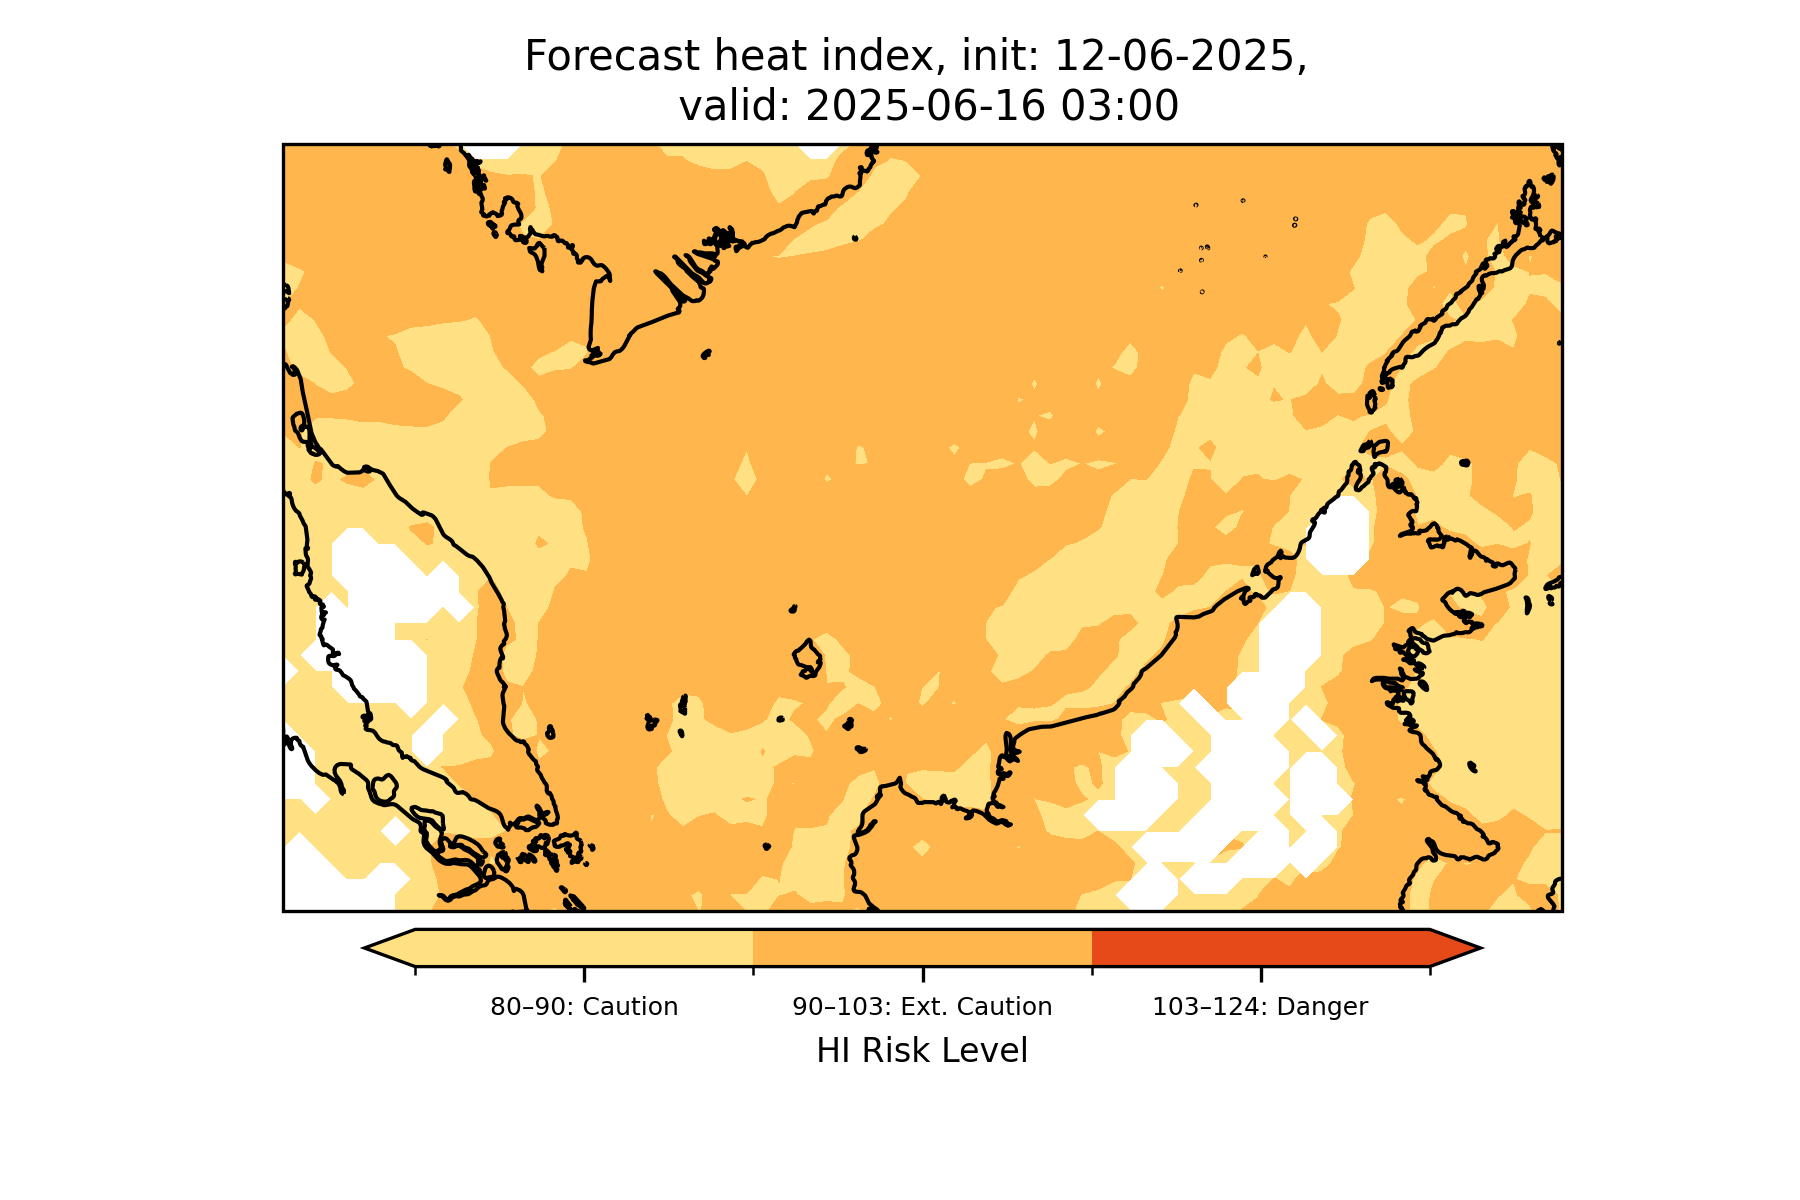 Forecast heat index, init: 12-06-2025,
valid: 2025-06-16 03:00
80–90: Caution
90–103: Ext. Caution
103–124: Danger
HI Risk Level